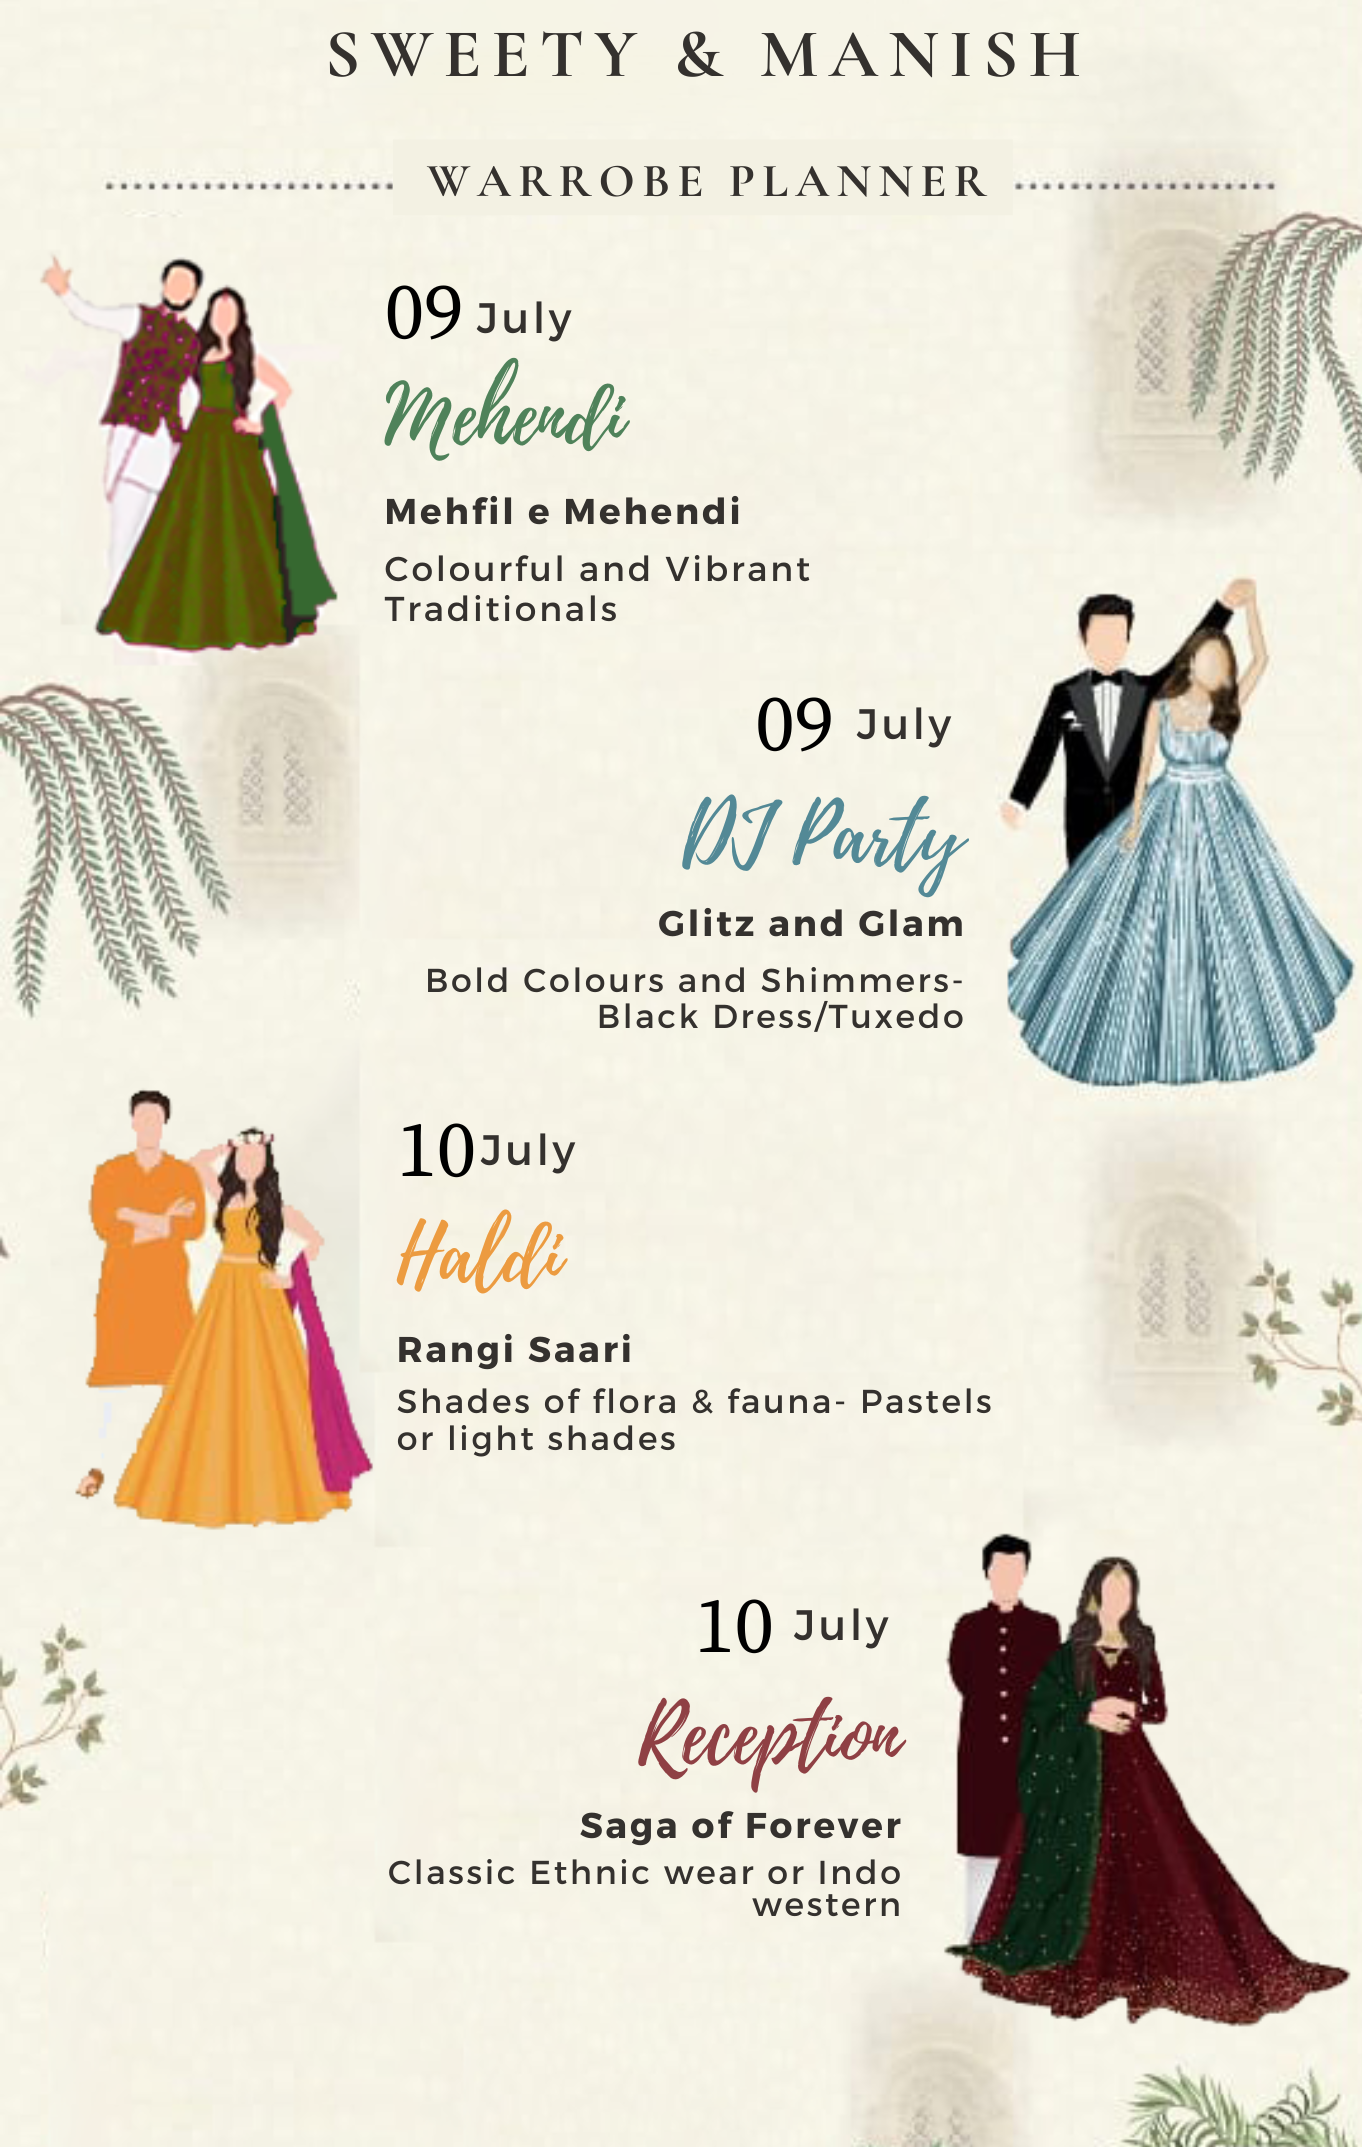 SWEETY & MANISH
WARROBE PLANNER
09 July
Mehendi
Mehfil e Mehendi
Colourful and Vibrant
Traditionals
09 July
DJ Party
Glitz and Glam
Bold Colours and Shimmers-
Black Dress/Tuxedo
10 July
Haldi
Rangi Saari
Shades of flora & fauna- Pastels
or light shades
10 July
Reception
Saga of Forever
Classic Ethnic wear or Indo
western